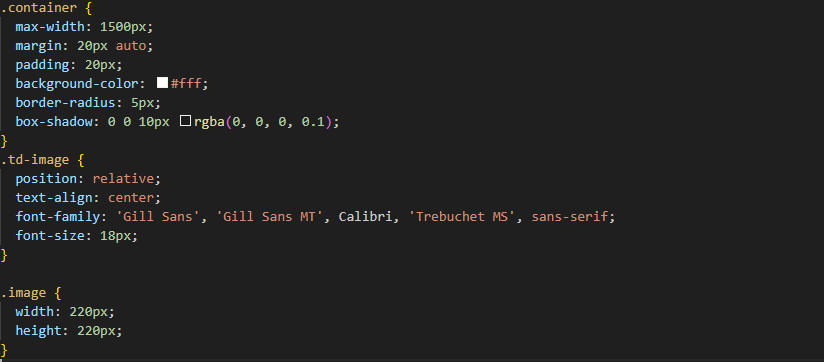 .container {
max-width: 1500px;
margin: 20px auto;
padding: 20px;
background-color: #fff;
border-radius: 5px;
box-shadow: 0 0 10px rgba(0, 0, 0, 0.1);
}
.td-image {
position: relative;
text-align: center;
font-family: 'Gill Sans', 'Gill Sans MT', Calibri, 'Trebuchet MS', sans-serif;
font-size: 18px;
}
.image {
width: 220px;
height: 220px;
}